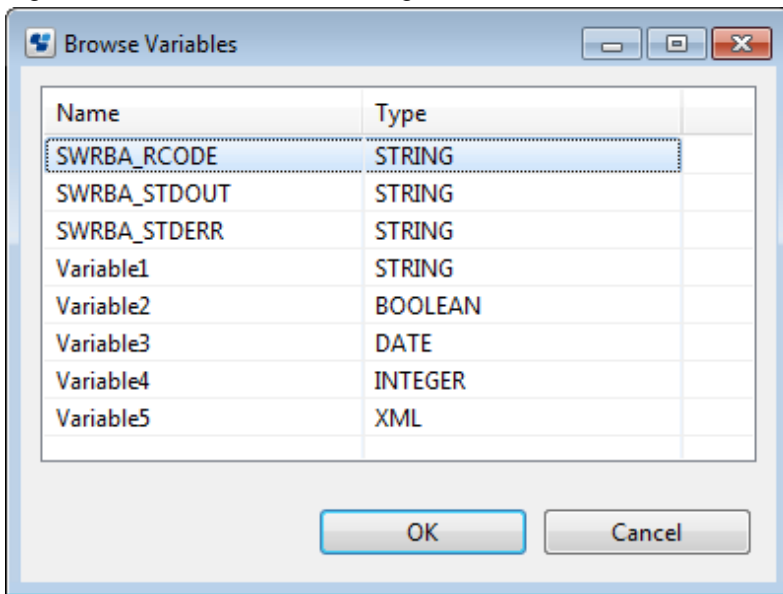 Browse Variables
Name Type
SWRBA_RCODE STRING
SWRBA_STDOUT STRING
SWRBA_STDERR STRING
Variable1 STRING
Variable2 BOOLEAN
Variable3 DATE
Variable4 INTEGER
Variable5 XML
OK Cancel